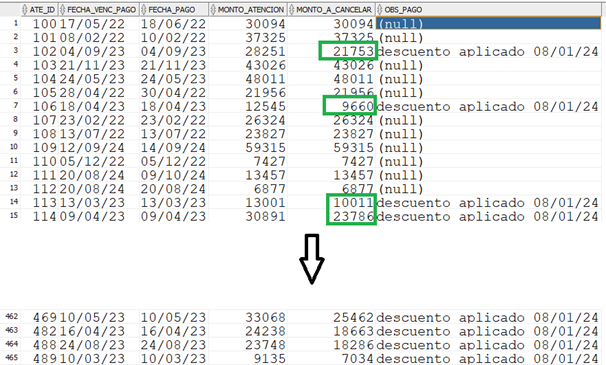 ATE_ID FECHA_VENC_PAGO FECHA_PAGO MONTO_ATENCION MONTO_A_CANCELAR OBS_PAGO
1 100 17/05/22 18/06/22 30094 30094 (null)
2 101 08/02/22 10/02/22 37325 37325 (null)
3 102 04/09/23 04/09/23 28251 21753 descuento aplicado 08/01/24
4 103 21/11/23 21/11/23 43026 43026 (null)
5 104 24/05/23 24/05/23 48011 48011 (null)
6 105 28/04/22 30/04/22 21956 21956 (null)
7 106 18/04/23 18/04/23 12545 9660 descuento aplicado 08/01/24
8 107 23/02/22 23/02/22 26324 26324 (null)
9 108 13/07/22 13/07/22 23827 23827 (null)
10 109 12/09/24 14/09/24 59315 59315 (null)
11 110 05/12/22 05/12/22 7427 7427 (null)
12 111 20/08/24 09/10/24 13457 13457 (null)
13 112 20/08/24 20/08/24 6877 6877 (null)
14 113 13/03/23 13/03/23 13001 10011 descuento aplicado 08/01/24
15 114 09/04/23 09/04/23 30891 23786 descuento aplicado 08/01/24
462 469 10/05/23 10/05/23 33068 25462 descuento aplicado 08/01/24
463 482 16/04/23 16/04/23 24238 18663 descuento aplicado 08/01/24
464 488 24/08/23 24/08/23 23748 18286 descuento aplicado 08/01/24
465 489 10/03/23 10/03/23 9135 7034 descuento aplicado 08/01/24